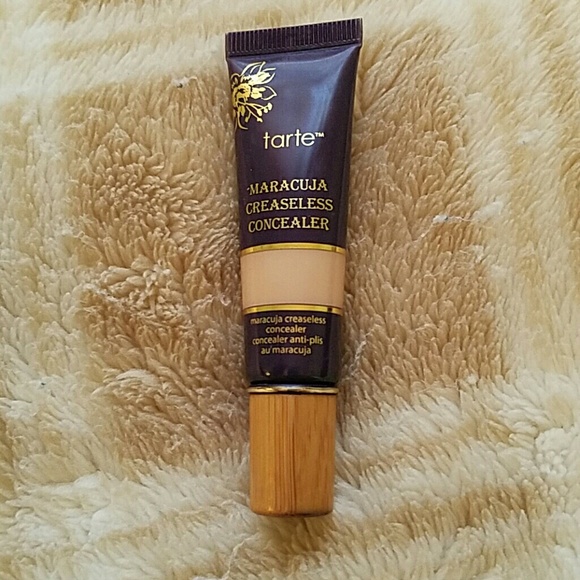 tarte™
MARACUJA
CREASELESS
CONCEALER
maracuja creaseless
concealer
concealer anti-plis
au maracuja